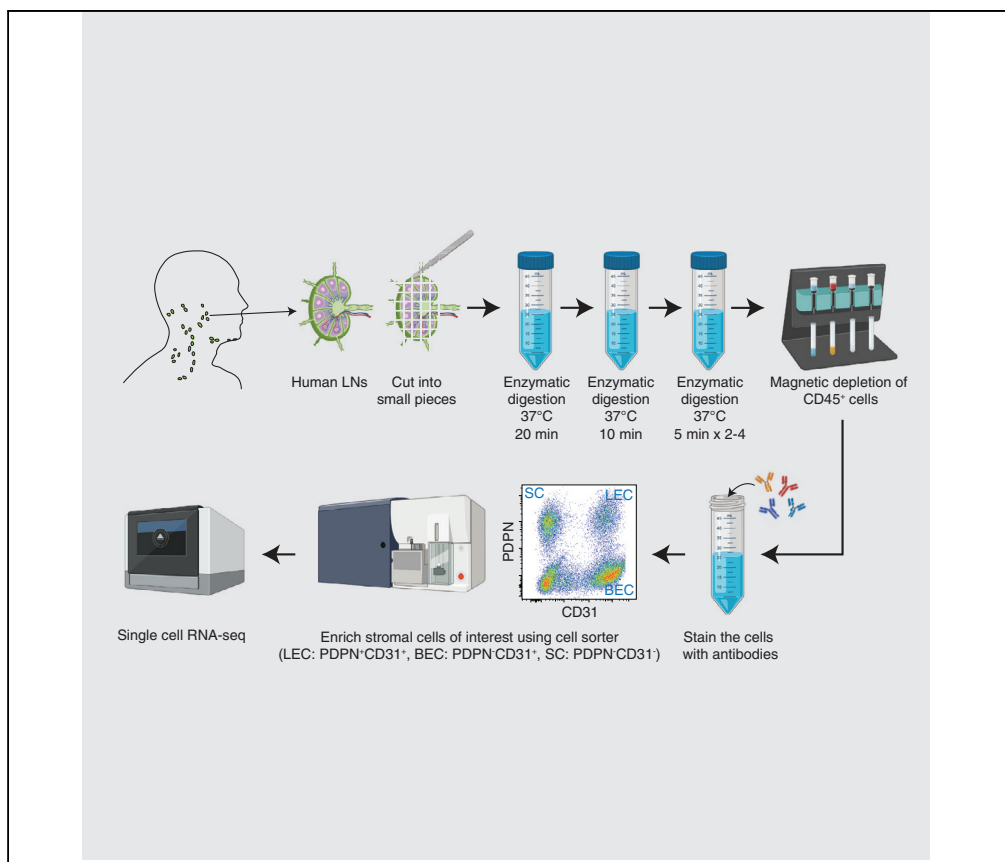 Human LNs
Cut into
small pieces
Enzymatic
digestion
37°C
20 min
Enzymatic
digestion
37°C
10 min
Enzymatic
digestion
37°C
5 min x 2-4
Magnetic depletion of
CD45⁺ cells
SC
LEC
BEC
PDPN
CD31
Single cell RNA-seq
Enrich stromal cells of interest using cell sorter
(LEC: PDPN⁺CD31⁺, BEC: PDPN⁻CD31⁺, SC: PDPN⁻CD31⁻)
Stain the cells
with antibodies